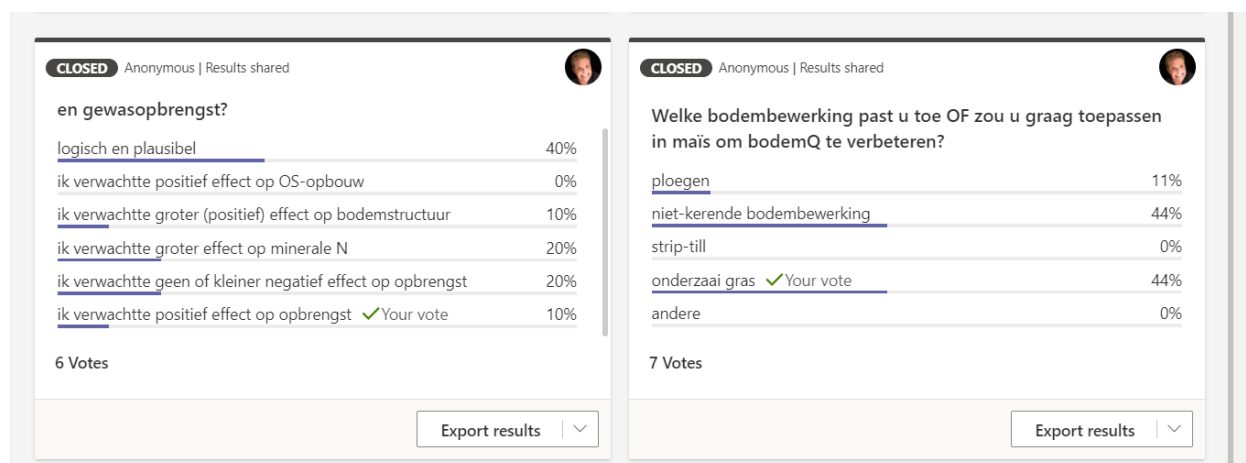 CLOSED Anonymous | Results shared
en gewasopbrengst?
logisch en plausibel 40%
ik verwachtte positief effect op OS-opbouw 0%
ik verwachtte groter (positief) effect op bodemstructuur 10%
ik verwachtte groter effect op minerale N 20%
ik verwachtte geen of kleiner negatief effect op opbrengst 20%
ik verwachtte positief effect op opbrengst Your vote 10%
6 Votes
Export results
CLOSED Anonymous | Results shared
Welke bodembewerking past u toe OF zou u graag toepassen
in maïs om bodemQ te verbeteren?
ploegen 11%
niet-kerende bodembewerking 44%
strip-till 0%
onderzaai gras Your vote 44%
andere 0%
7 Votes
Export results